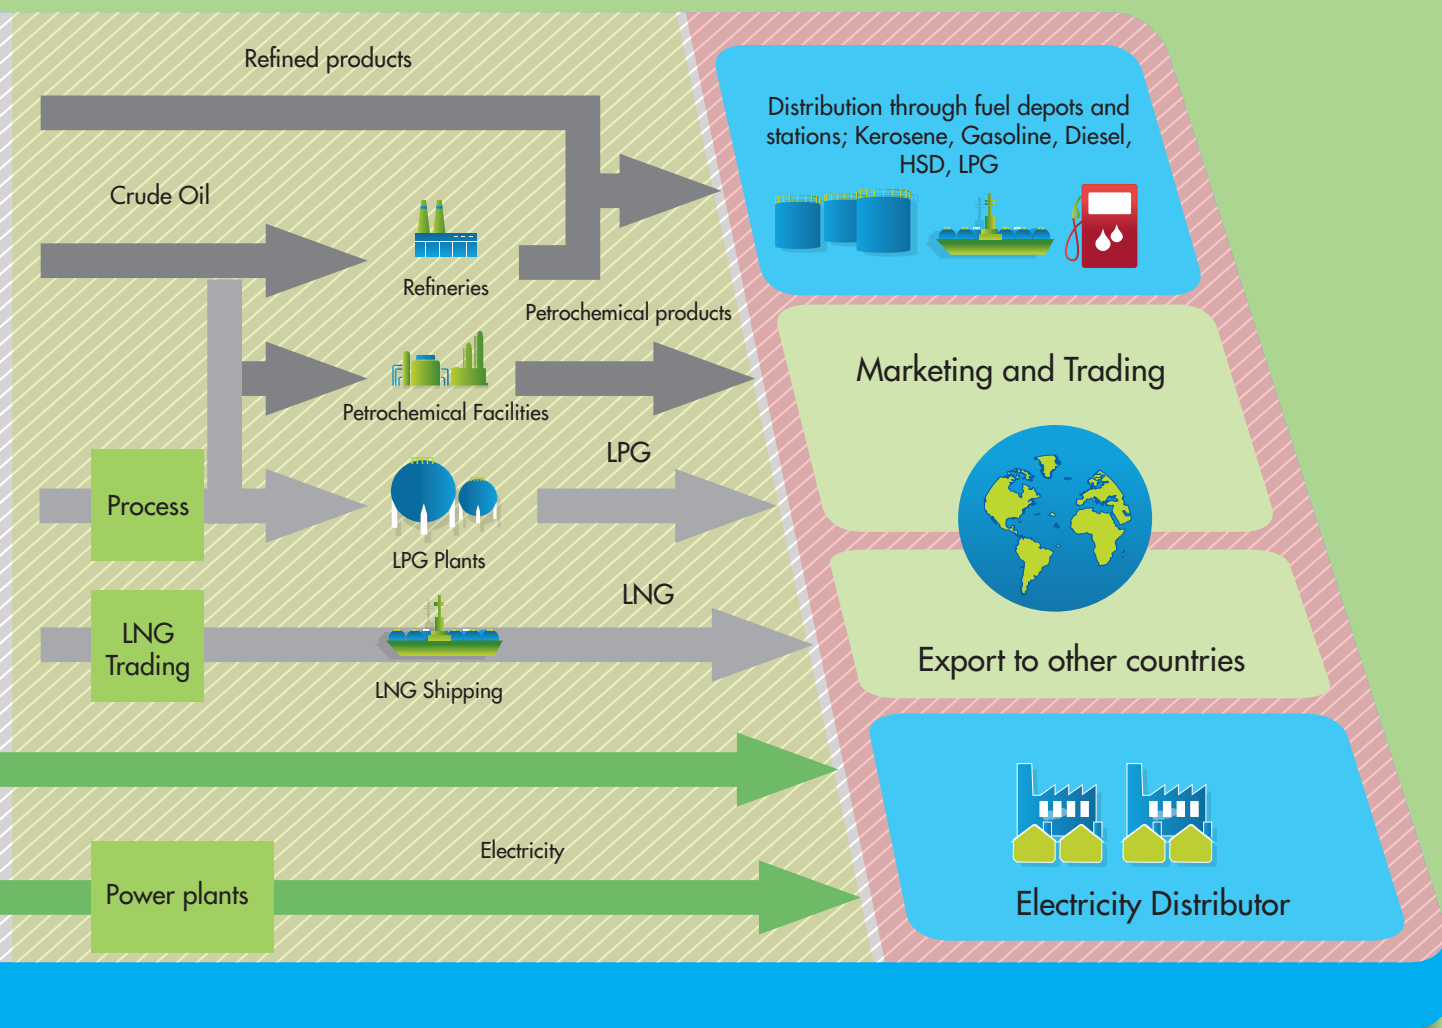 Refined products
Distribution through fuel depots and
stations; Kerosene, Gasoline, Diesel,
HSD, LPG
Crude Oil
Refineries
Petrochemical products
Marketing and Trading
Petrochemical Facilities
LPG
Process
LPG Plants
LNG
LNG
Trading
Export to other countries
LNG Shipping
Electricity
Power plants
Electricity Distributor